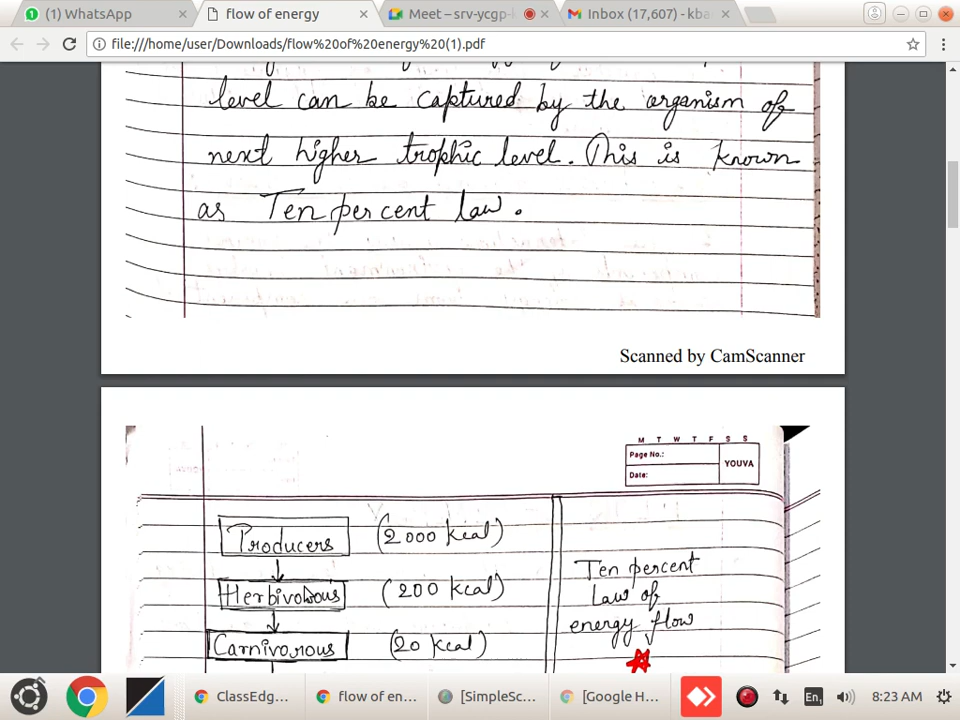 (1) WhatsApp
flow of energy
Meet – srv-ycgp-
Inbox (17,607) - kba
file:///home/user/Downloads/flow%20of%20energy%20(1).pdf
level can be captured by the organism of
next higher trophic level. This is known
as Ten percent law.
Scanned by CamScanner
M T W T F S S
Page No.:
Date:
YOUVA
Producers (2000 kcal)
Herbivorous (200 kcal)
Carnivorous (20 kcal)
Ten percent
Law of
energy flow
ClassEdg...
flow of en...
[SimpleSc...
[Google H...
En
8:23 AM